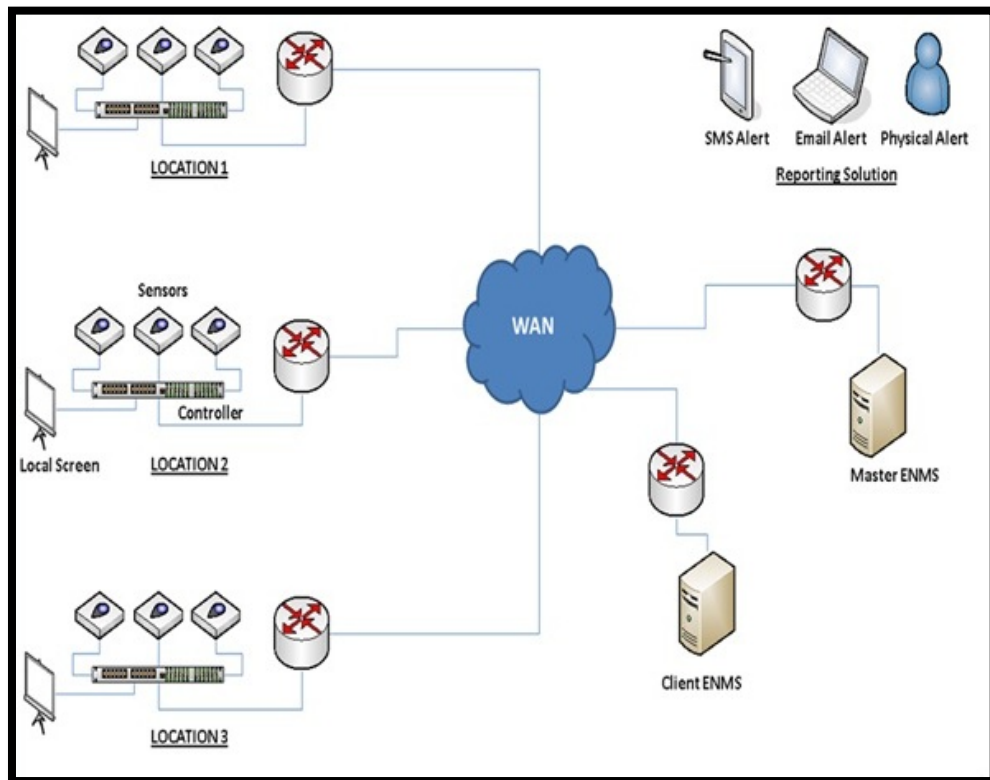 LOCATION 1
SMS Alert
Email Alert
Physical Alert
Reporting Solution
Sensors
WAN
Controller
Local Screen
LOCATION 2
Master ENMS
Client ENMS
LOCATION 3